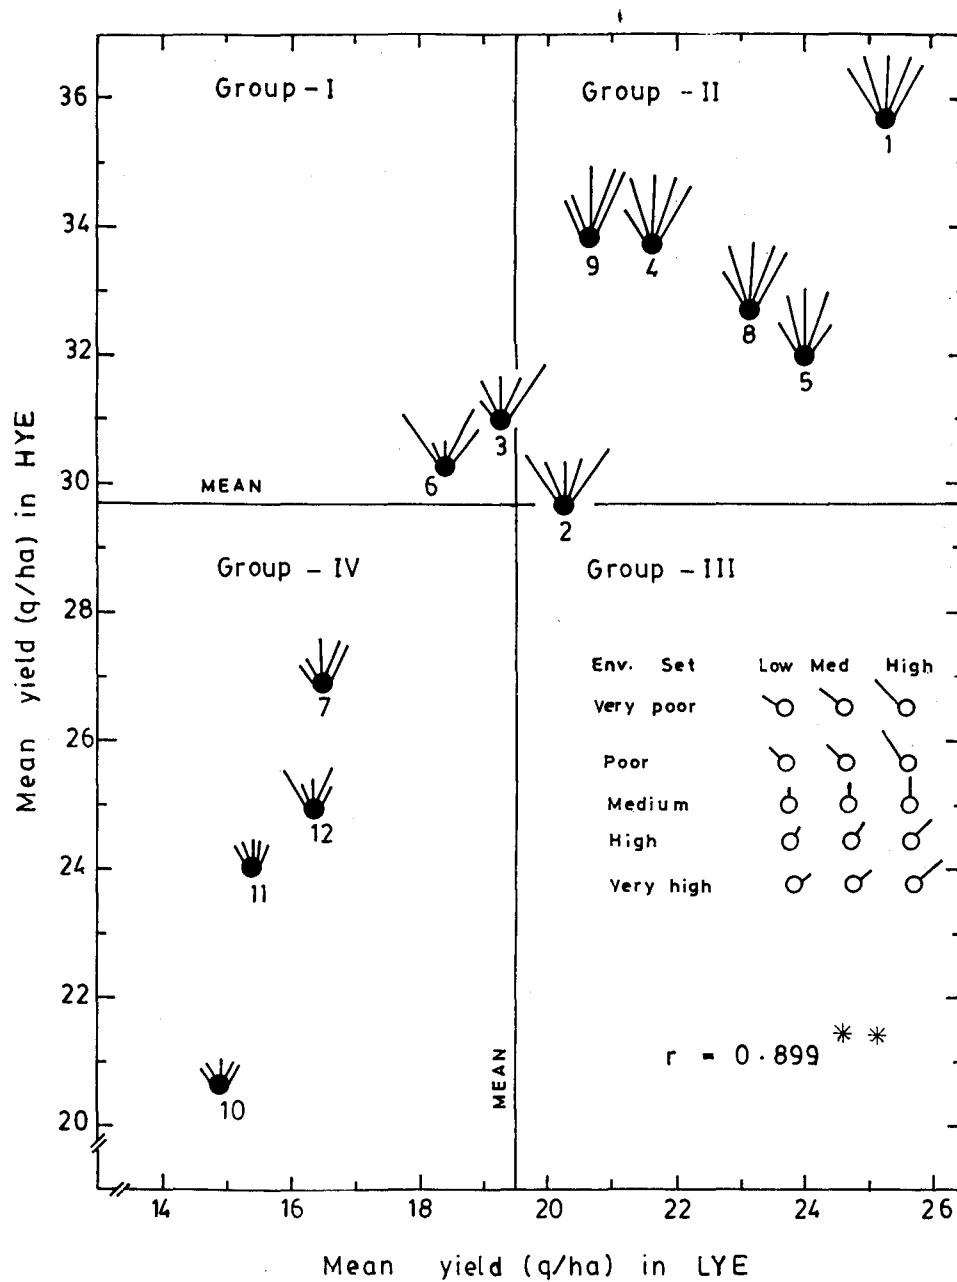 Group - I
Group - II
36
1
34
9
4
8
32
5
3
6
30
MEAN
2
Mean yield (q/ha) in HYE
Group - IV
Group - III
28
7
Env. Set Low Med High
Very poor
26
Poor
12
Medium
24
High
11
Very high
22
r = 0.899 **
MEAN
10
20
14 16 18 20 22 24 26
Mean yield (q/ha) in LYE